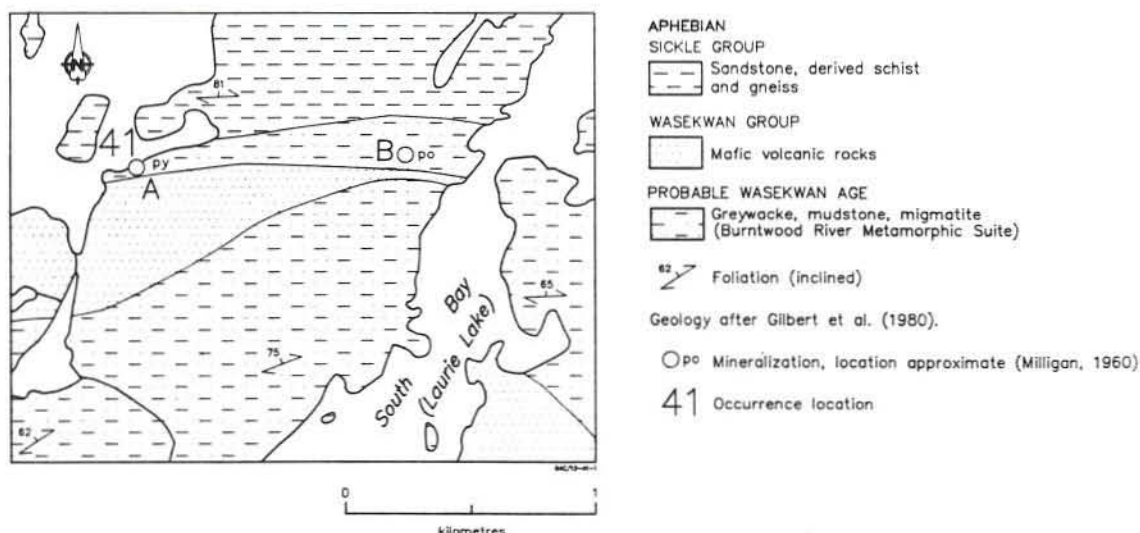 N
81
41
py
A
B
po
65
75
62
South Bay
(Laurie Lake)
0
1
kilometres
APHEBIAN
SICKLE GROUP
Sandstone, derived schist
and gneiss
WASEKWAN GROUP
Mafic volcanic rocks
PROBABLE WASEKWAN AGE
Greywacke, mudstone, migmatite
(Burntwood River Metamorphic Suite)
62
Foliation (inclined)
Geology after Gilbert et al. (1980).
po Mineralization, location approximate (Milligan, 1960)
41 Occurrence location